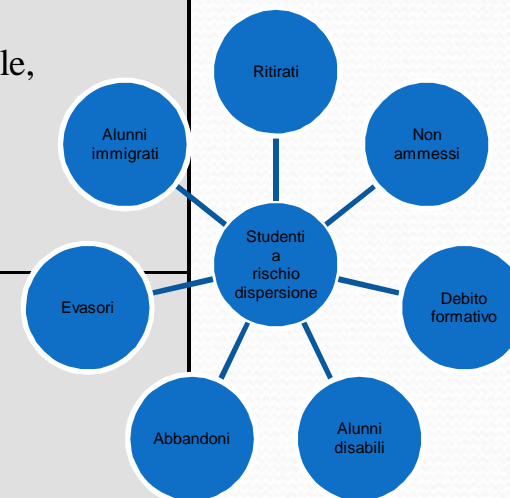 le,
Ritirati
Non
ammessi
Debito
formativo
Alunni
disabili
Abbandoni
Evasori
Alunni
immigrati
Studenti
a
rischio
dispersione